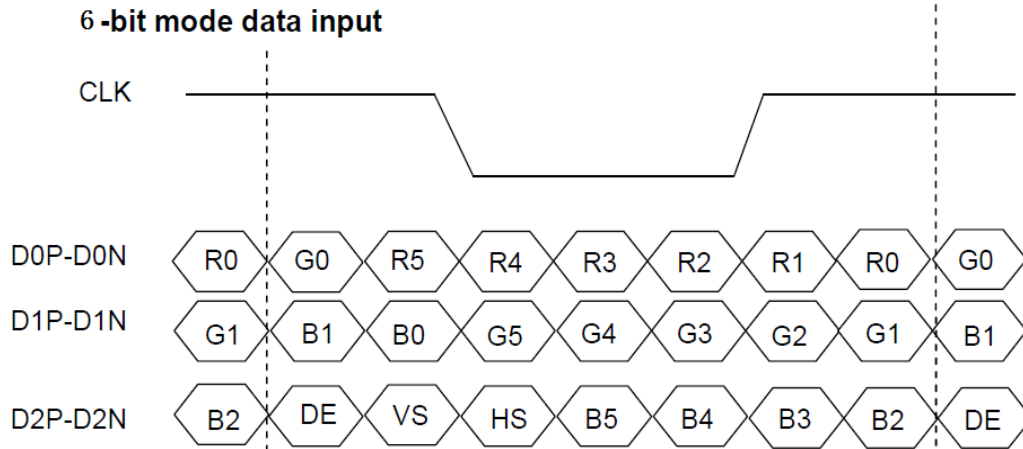 6-bit mode data input
CLK
D0P-D0N R0 G0 R5 R4 R3 R2 R1 R0 G0
D1P-D1N G1 B1 B0 G5 G4 G3 G2 G1 B1
D2P-D2N B2 DE VS HS B5 B4 B3 B2 DE